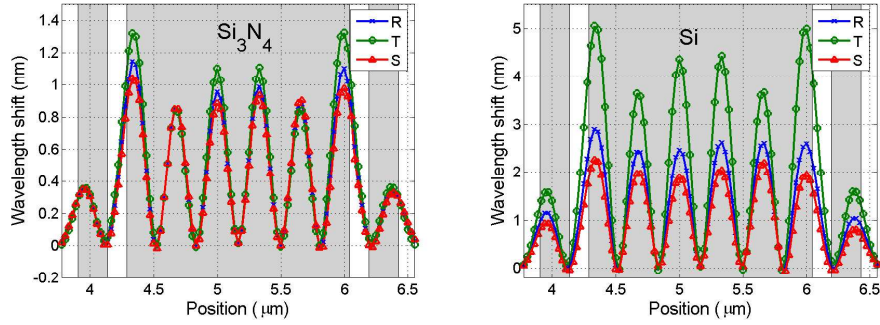 Si3N4
R
T
S
Wavelength shift (nm)
1.4
1.2
1
0.8
0.6
0.4
0.2
0
-0.2
4
4.5
5
5.5
6
6.5
Position ( μm)
Si
R
T
S
Wavelength shift (nm)
5
4
3
2
1
0
4
4.5
5
5.5
6
6.5
Position ( μm)